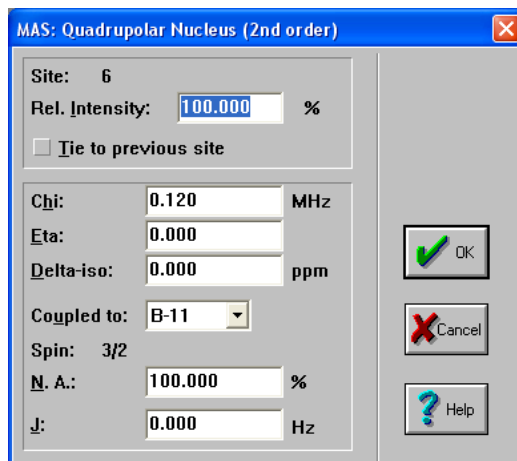 MAS: Quadrupolar Nucleus (2nd order)
Site: 6
Rel. Intensity: 100.000 %
Tie to previous site
Chi: 0.120 MHz
Eta: 0.000
Delta-iso: 0.000 ppm
Coupled to: B-11
Spin: 3/2
N. A.: 100.000 %
J: 0.000 Hz
OK
Cancel
Help